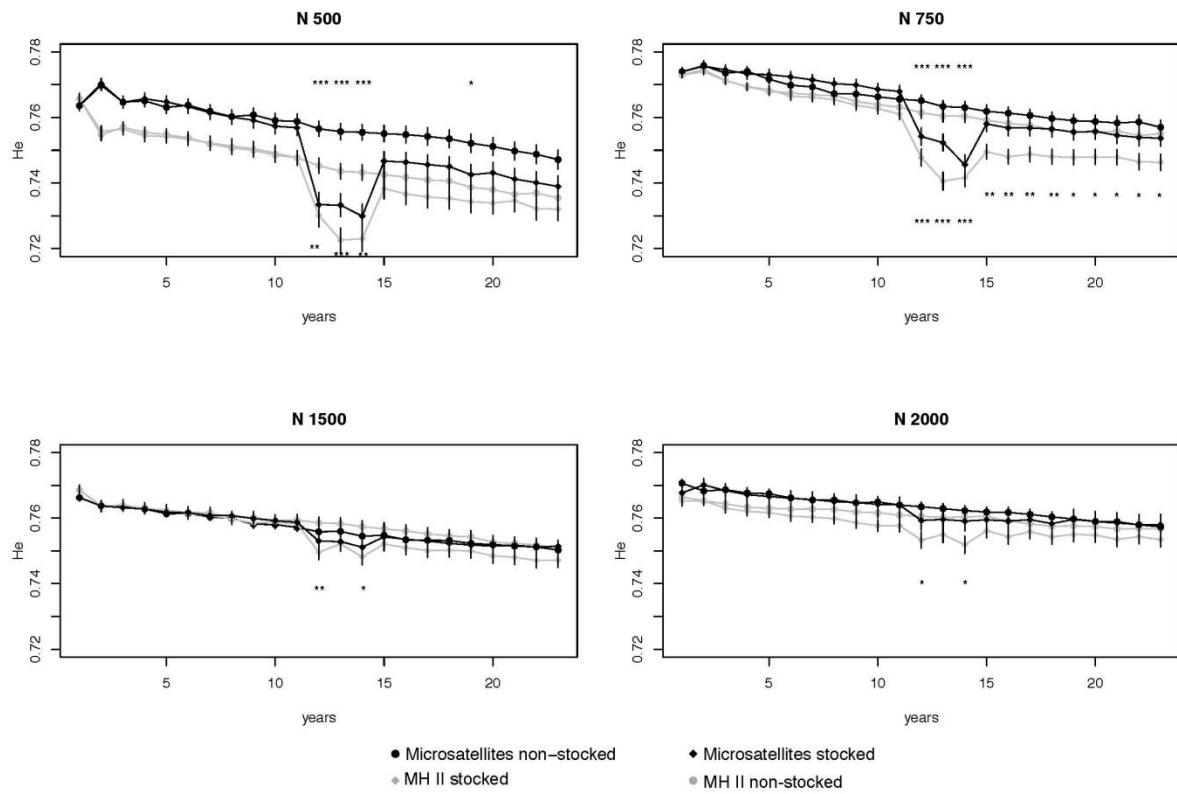 N 500
He
0.78
0.76
0.74
0.72
*** *** *** *
** *** **
5 10 15 20
years
N 750
He
0.78
0.76
0.74
0.72
*** *** ***
** ** ** ** * * * * *
*** *** ***
5 10 15 20
years
N 1500
He
0.78
0.76
0.74
0.72
** *
5 10 15 20
years
N 2000
He
0.78
0.76
0.74
0.72
* *
5 10 15 20
years
Microsatellites non-stocked
Microsatellites stocked
MH II stocked
MH II non-stocked